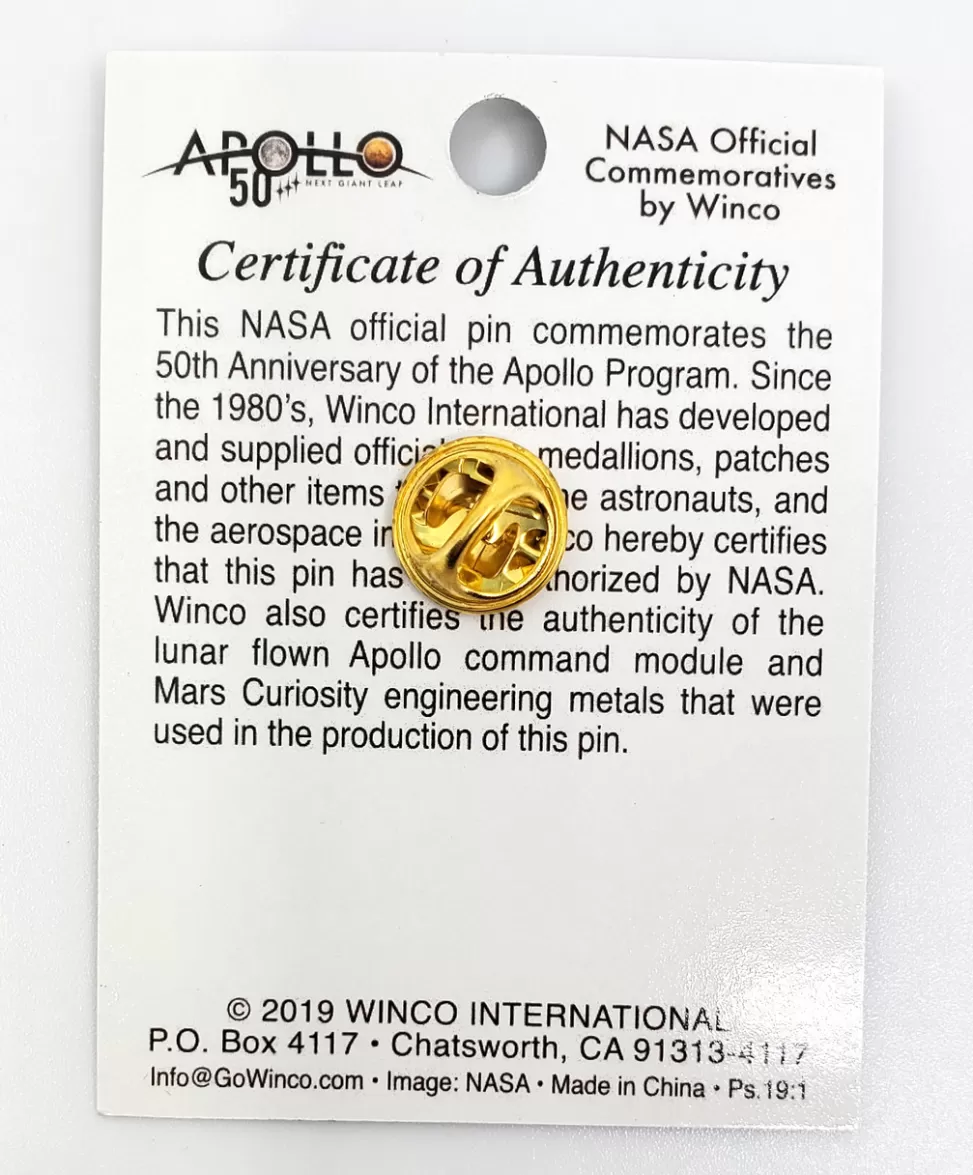 APOLLO
50 NEXT GIANT LEAP
NASA Official
Commemoratives
by Winco
Certificate of Authenticity
This NASA official pin commemorates the
50th Anniversary of the Apollo Program. Since
the 1980's, Winco International has developed
and supplied medallions, patches
and other items astronauts, and
the aerospace hereby certifies
that this pin has by NASA.
Winco also certifies the authenticity of the
lunar flown Apollo command module and
Mars Curiosity engineering metals that were
used in the production of this pin.
© 2019 WINCO INTERNATIONAL
P.O. Box 4117 • Chatsworth, CA 91313-4117
Info@GoWinco.com • Image: NASA • Made in China • Ps.19:1